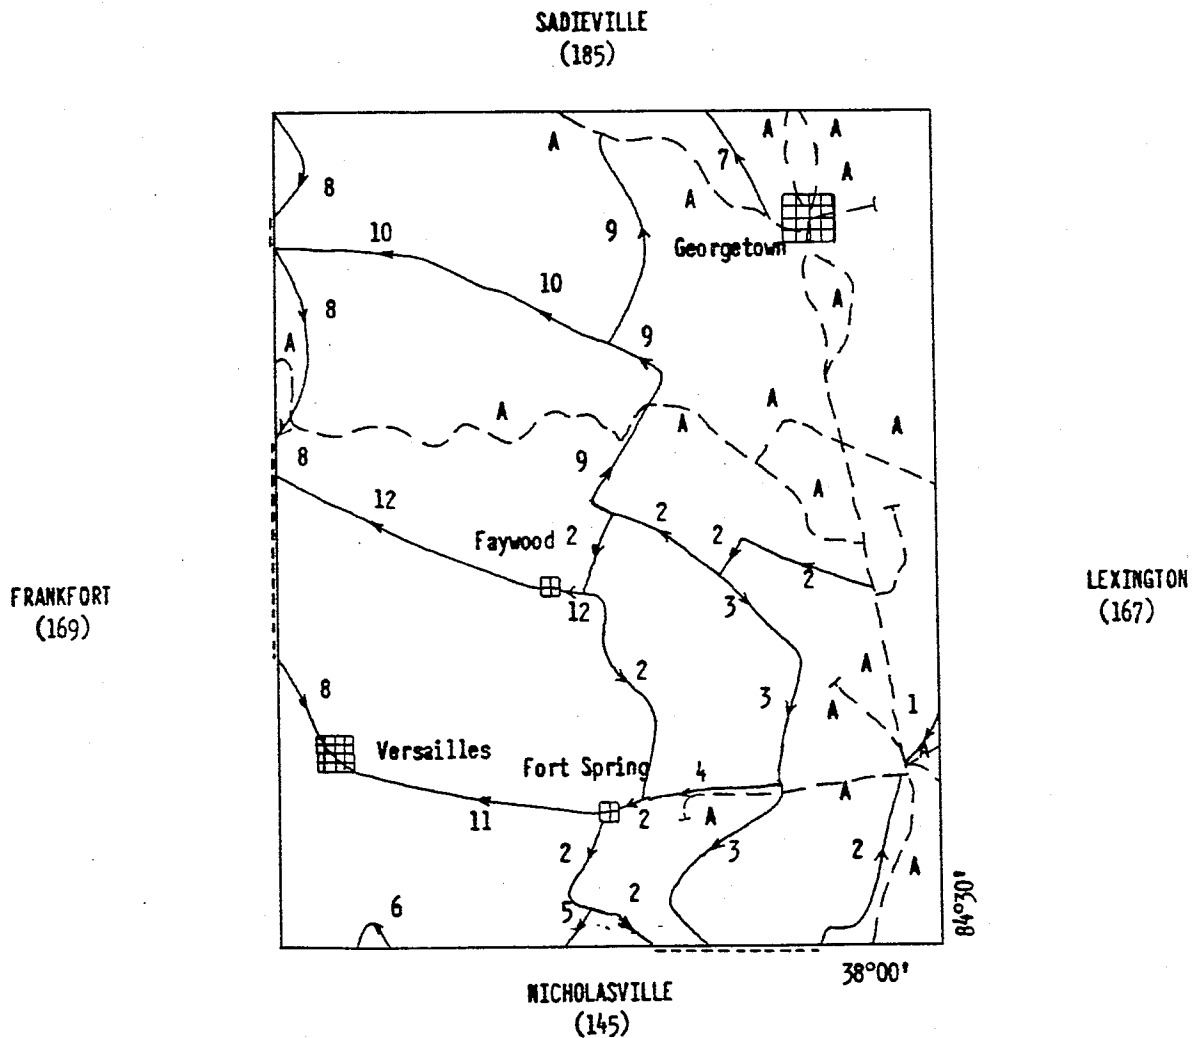 SADIEVILLE
(185)
A
A
A
7
8
A
A
10
9
Georgetown
10
A
8
9
A
A
A
A
A
8
9
A
12
2
2
Faywood
2
2
12
3
FRANKFORT
(169)
LEXINGTON
(167)
2
A
8
3
A
1
A
Versailles
Fort Spring
4
A
11
2
A
2
3
2
A
2
5
6
84°30'
38°00'
NICHOLASVILLE
(145)